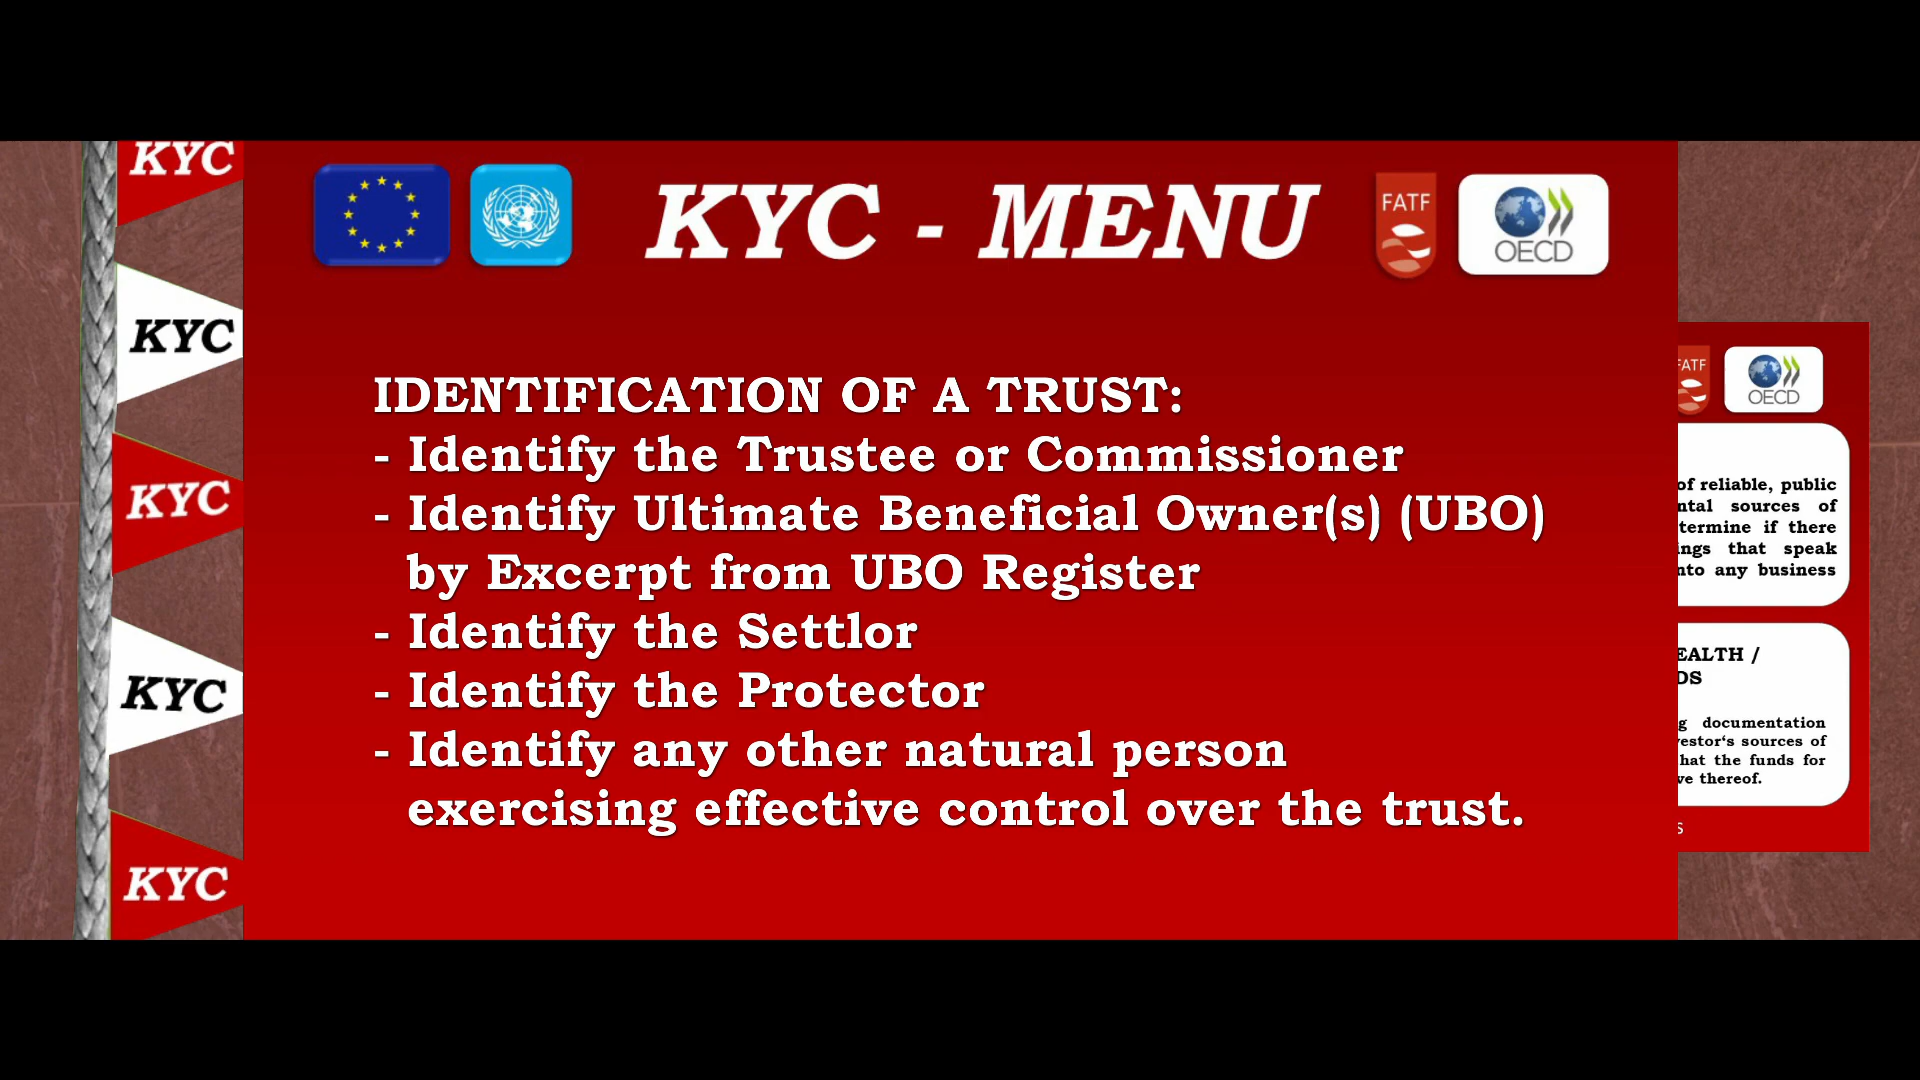 KYC
KYC
KYC
KYC
KYC
KYC - MENU
FATF
OECD
IDENTIFICATION OF A TRUST:
- Identify the Trustee or Commissioner
- Identify Ultimate Beneficial Owner(s) (UBO)
by Excerpt from UBO Register
- Identify the Settlor
- Identify the Protector
- Identify any other natural person
exercising effective control over the trust.
FATF
OECD
of reliable, public
sources of
if there
that speak
any business
/
documentation
sources of
the funds for
thereof.